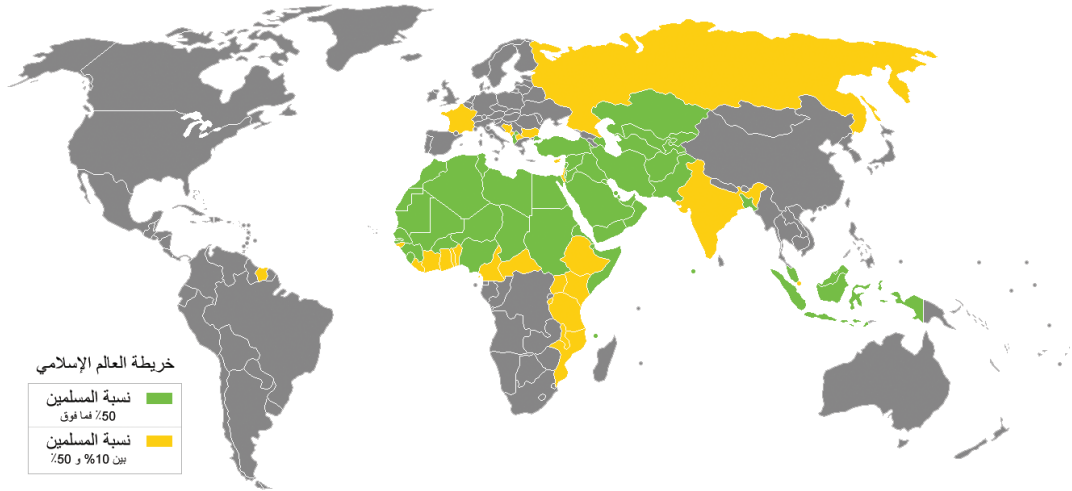 خريطة العالم الإسلامي
نسبة المسلمين
50٪ فما فوق
نسبة المسلمين
بين 10% و 50٪